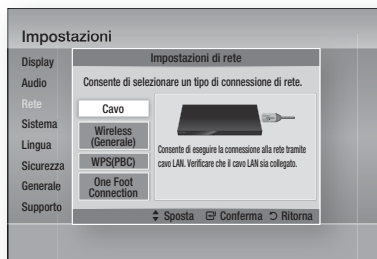 Impostazioni
Display
Audio
Rete
Sistema
Lingua
Sicurezza
Generale
Supporto
Impostazioni di rete
Consente di selezionare un tipo di connessione di rete.
Cavo
Wireless
(Generale)
WPS(PBC)
One Foot
Connection
Consente di eseguire la connessione alla rete tramite
cavo LAN. Verificare che il cavo LAN sia collegato.
Sposta Conferma Ritorna